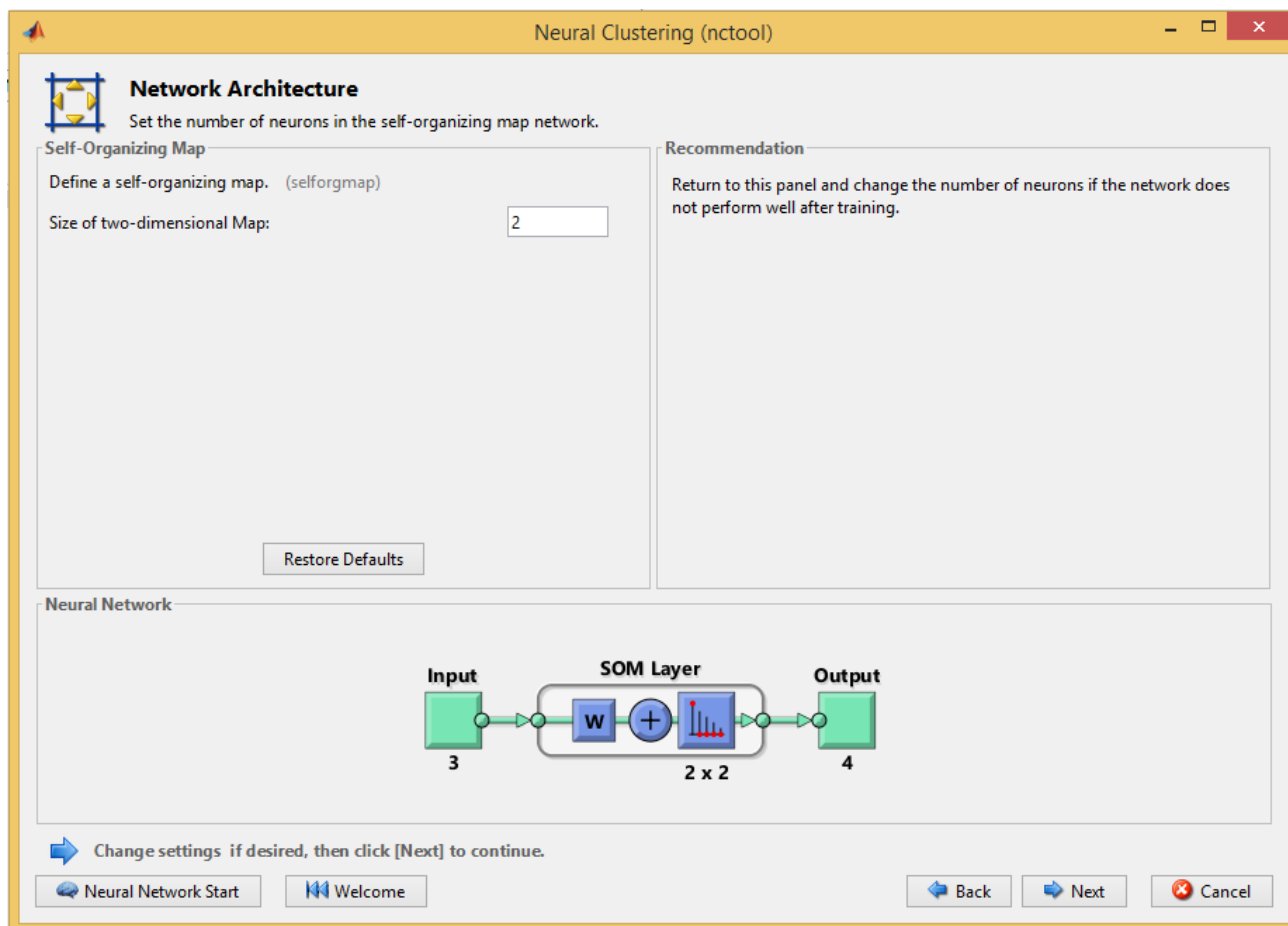 Neural Clustering (nctool)
Network Architecture
Set the number of neurons in the self-organizing map network.
Self-Organizing Map
Define a self-organizing map. (selforgmap)
Size of two-dimensional Map: 2
Restore Defaults
Recommendation
Return to this panel and change the number of neurons if the network does
not perform well after training.
Neural Network
Input
SOM Layer
Output
W
+
3
2 x 2
4
Change settings if desired, then click [Next] to continue.
Neural Network Start
Welcome
Back
Next
Cancel